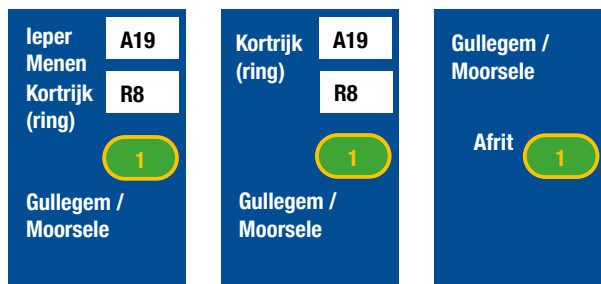 Ieper
Menen
A19
Kortrijk
(ring)
R8
1
Gullegem /
Moorsele
Kortrijk
(ring)
A19
R8
1
Gullegem /
Moorsele
Gullegem /
Moorsele
Afrit 1